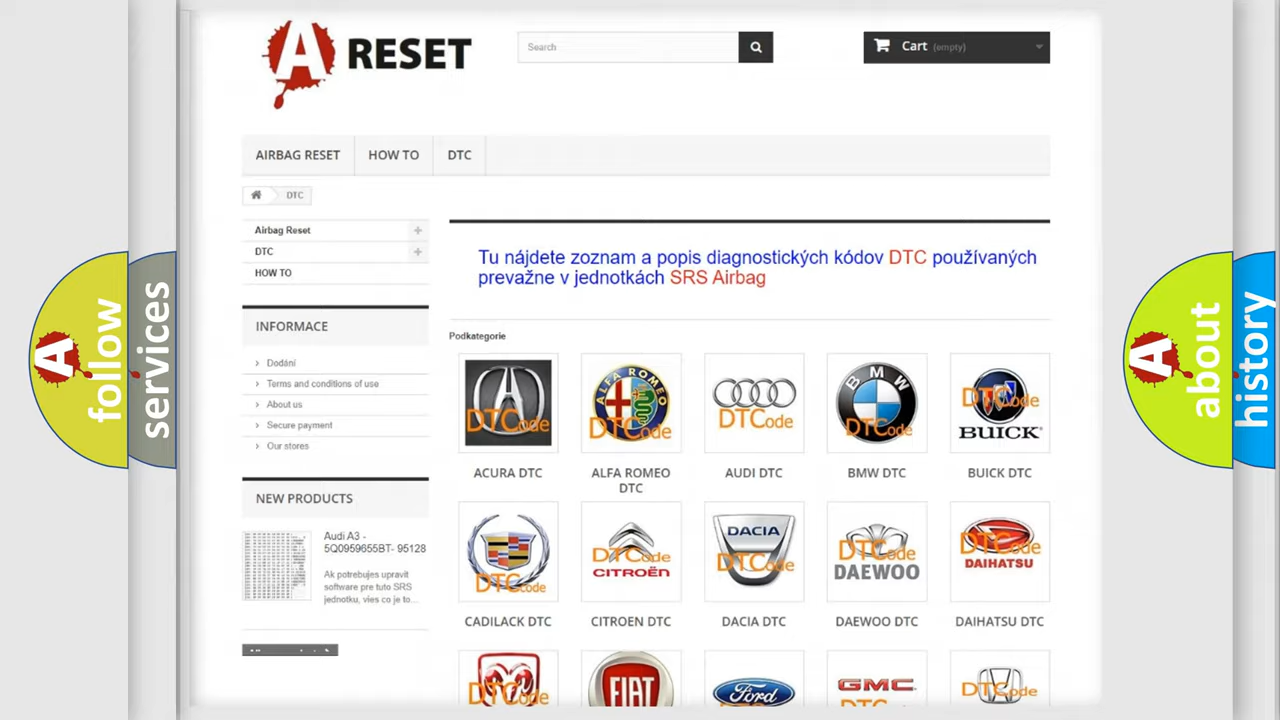 A RESET
Search
Cart (empty)
AIRBAG RESET
HOW TO
DTC
DTC
Airbag Reset
DTC
HOW TO
Tu nájdete zoznam a popis diagnostických kódov DTC používaných
prevažne v jednotkách SRS Airbag
INFORMACE
Dodání
Terms and conditions of use
About us
Secure payment
Our stores
NEW PRODUCTS
Audi A3 -
5Q0959655BT- 95128
Ak potrebujes upravit
software pre tuto SRS
jednotku, vies co je to...
Podkategorie
DTCode
ALFA ROMEO
DTCode
DTCode
BMW
DTCode
DTCode
BUICK
ACURA DTC
ALFA ROMEO
DTC
AUDI DTC
BMW DTC
BUICK DTC
DTCode
DTCode
CITROËN
DACIA
DTCode
DTCode
DAEWOO
DTCode
DAIHATSU
CADILACK DTC
CITROEN DTC
DACIA DTC
DAEWOO DTC
DAIHATSU DTC
DTCode
FIAT
Ford
GMC
DTCode
A follow
services
A about
history